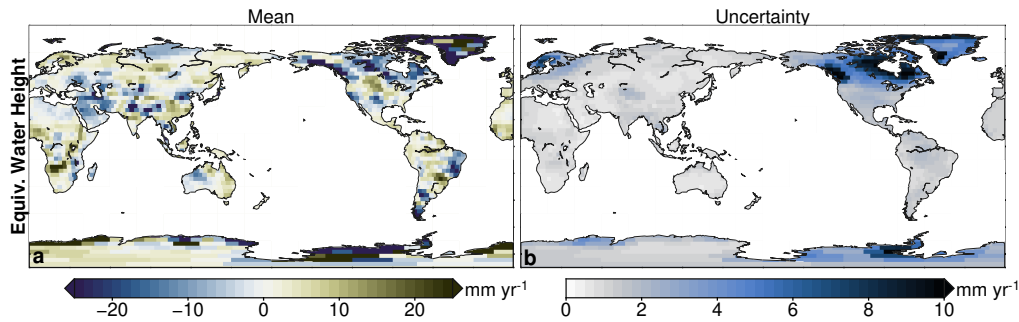 Mean
Uncertainty
Equiv. Water Height
a
b
−20 −10 0 10 20 mm yr⁻¹
0 2 4 6 8 10 mm yr⁻¹